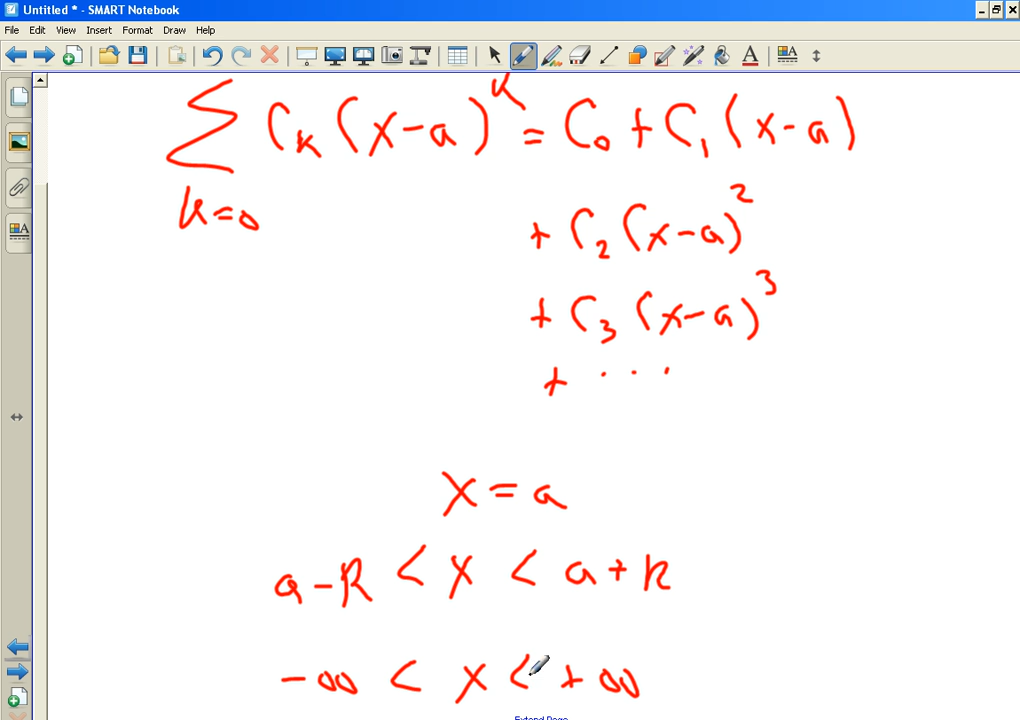 Untitled * - SMART Notebook
File Edit View Insert Format Draw Help
∑ C_k (x-a)^k = C_0 + C_1 (x-a)
k=0
+ C_2 (x-a)^2
+ C_3 (x-a)^3
+ ...
x = a
a-R < x < a+R
-∞ < x < +∞
Extend Page